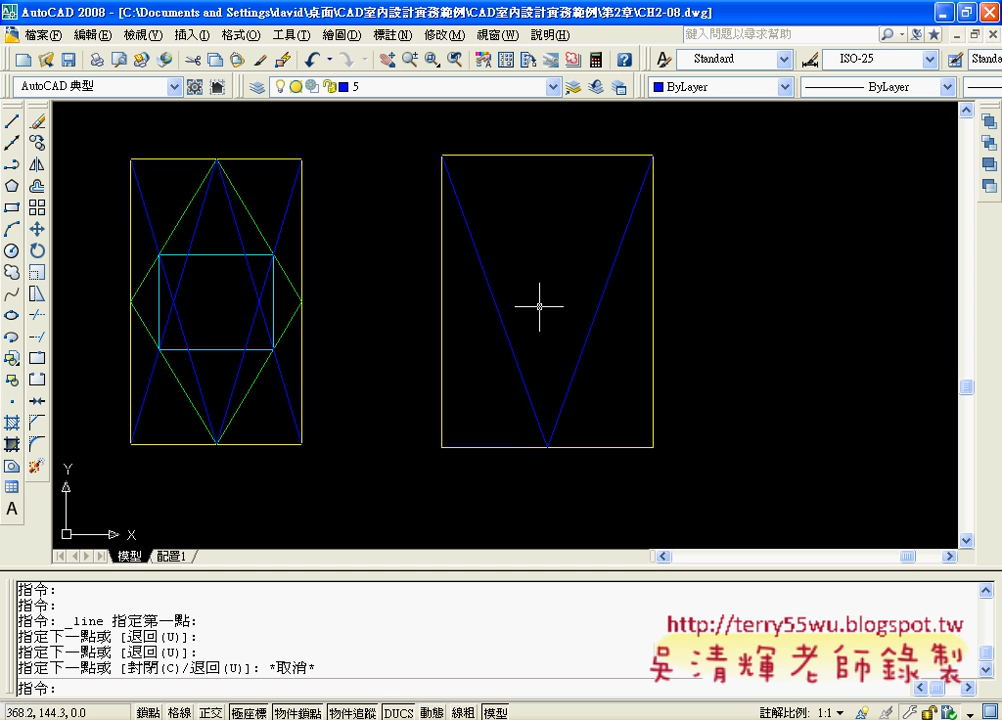 AutoCAD 2008 - [C:\Documents and Settings\david\桌面\CAD室內設計實務範例\CAD室內設計實務範例\第2章\CH2-08.dwg]
檔案(F) 編輯(E) 檢視(V) 插入(I) 格式(O) 工具(T) 繪圖(D) 標註(N) 修改(M) 視窗(W) 說明(H) 鍵入問題以尋求幫助
Standard ISO-25 Standa
AutoCAD 典型 5 ByLayer ByLayer
A
Y
X
模型 配置1
指令:
指令:
指令: _line 指定第一點:
指定下一點或 [退回(U)]:
指定下一點或 [退回(U)]:
指定下一點或 [封閉(C)/退回(U)]: *取消*
指令:
http://terry55wu.blogspot.tw
吳清輝老師錄製
368.2, 144.3, 0.0 鎖點 格線 正交 極座標 物件鎖點 物件追蹤 DUCS 動態 線粗 模型 註解比例: 1:1